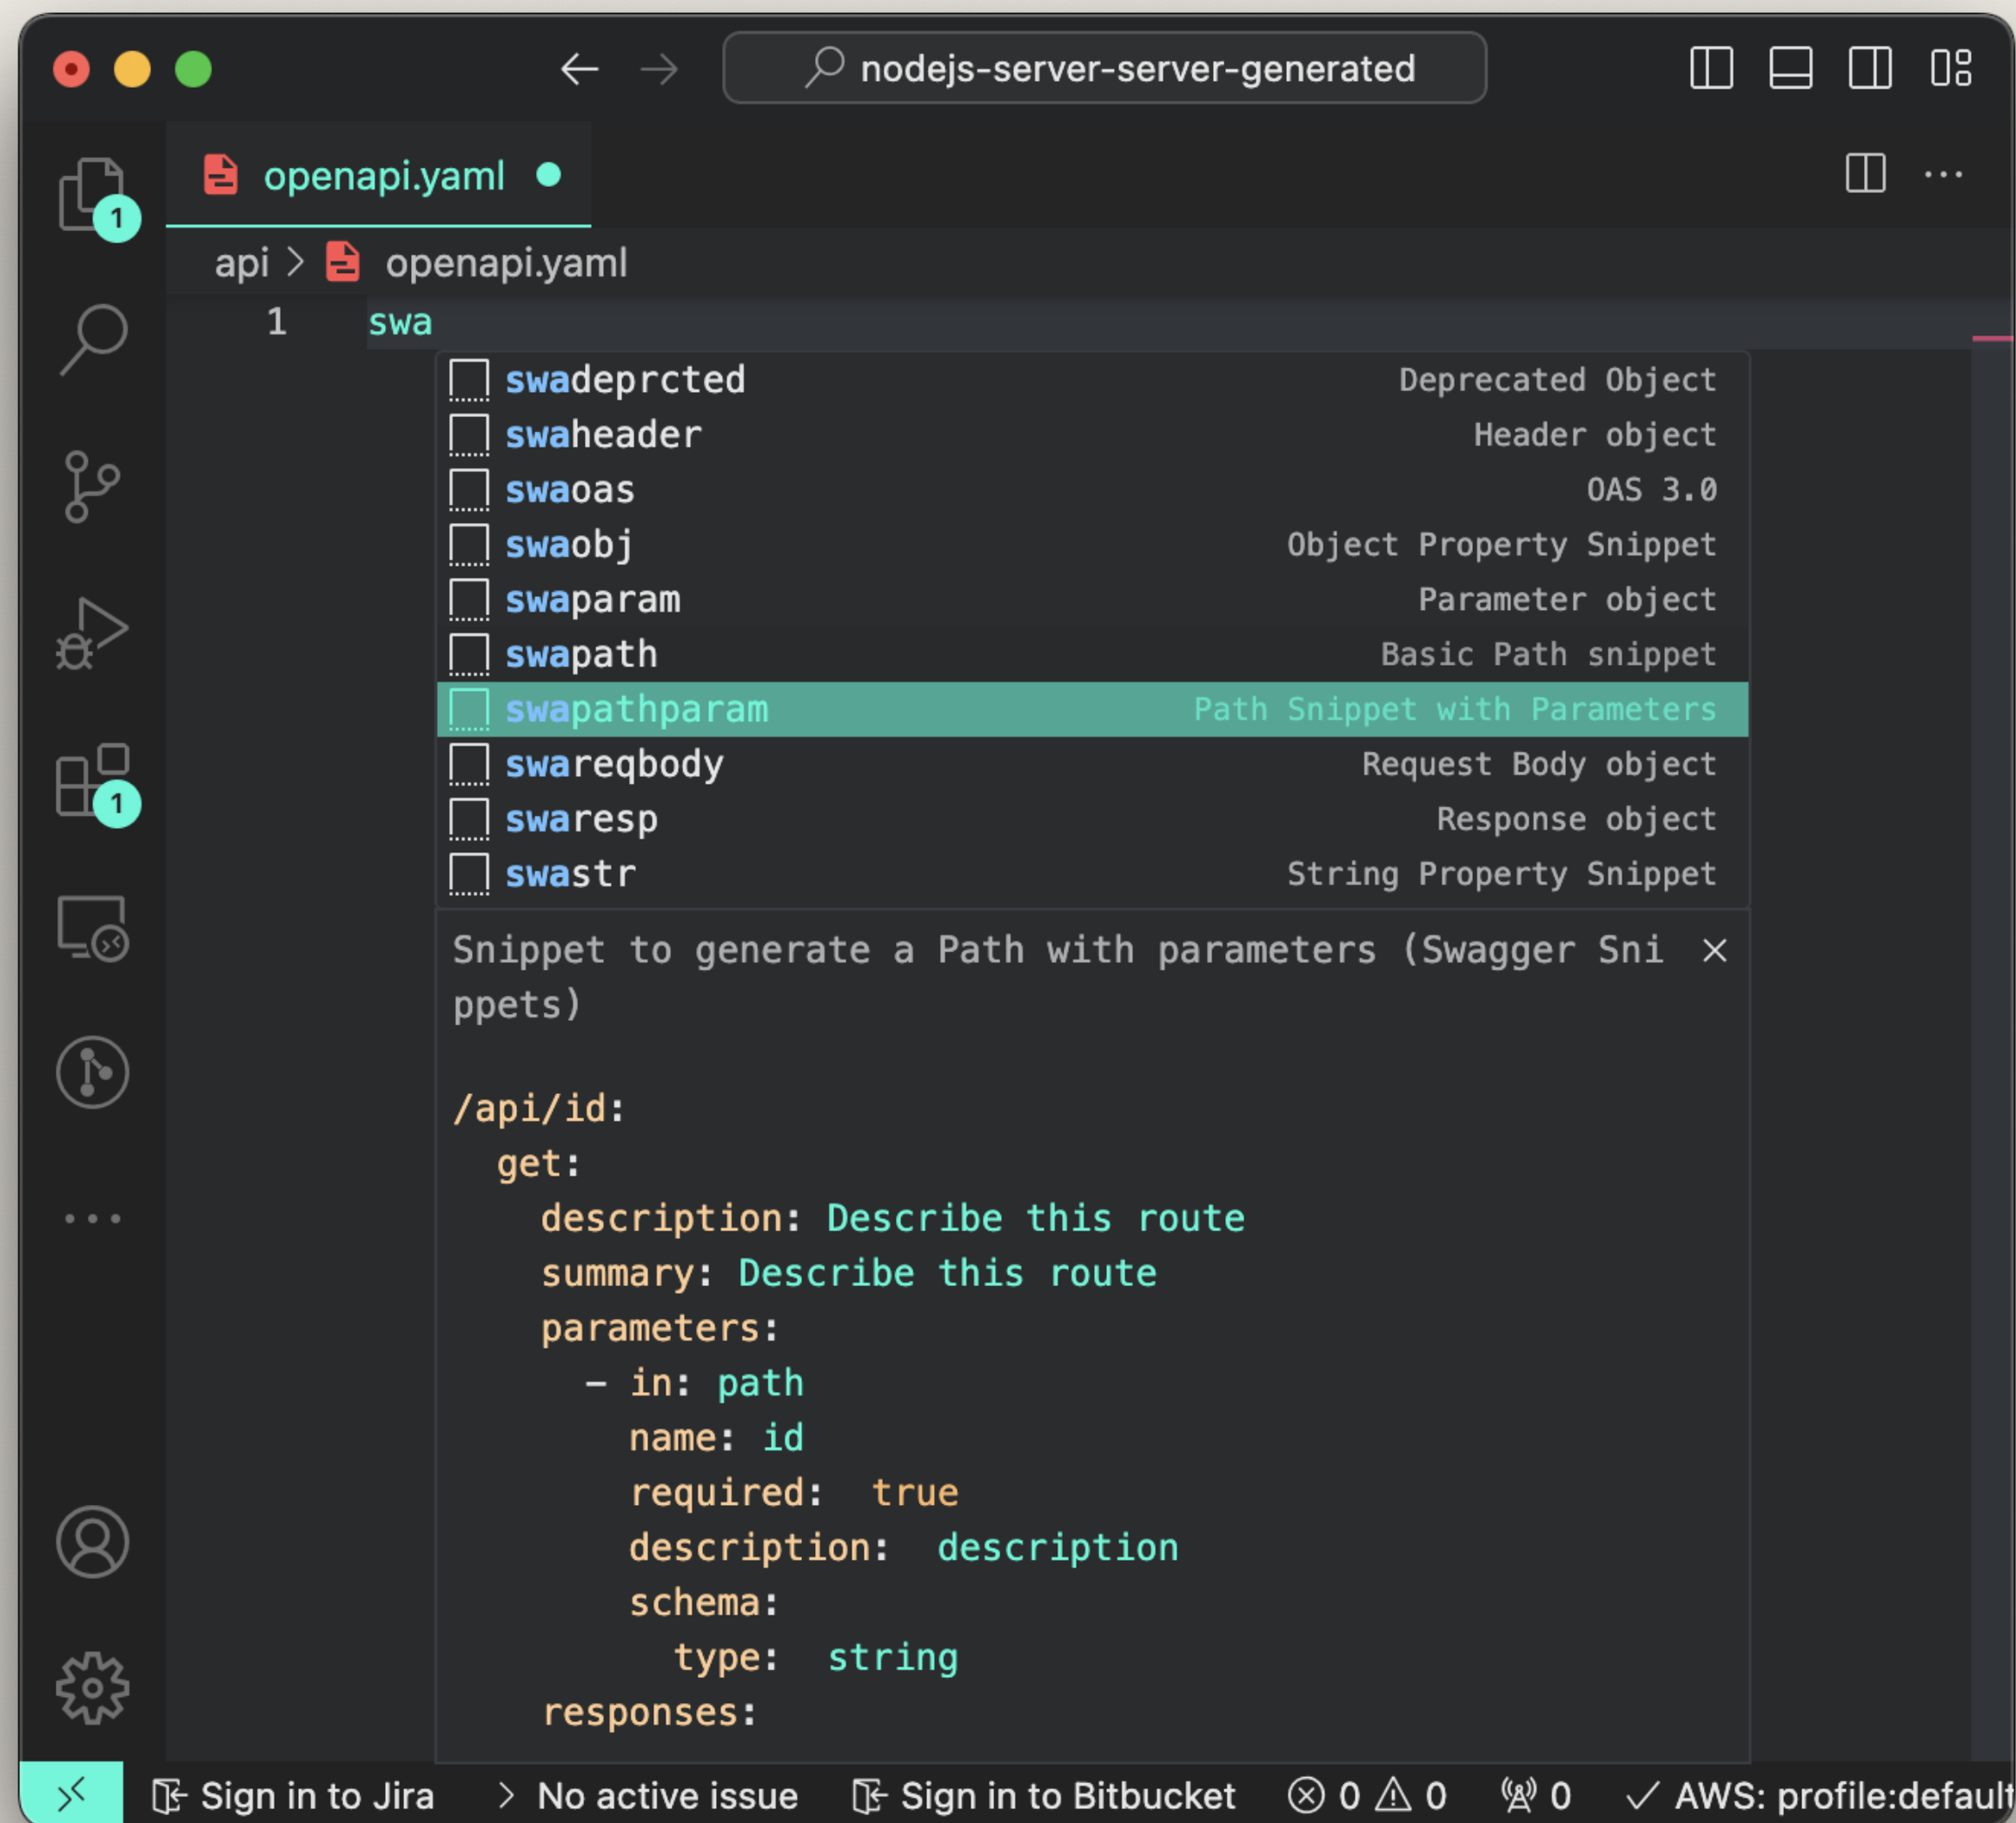 nodejs-server-server-generated
openapi.yaml
api > openapi.yaml
1
1 swa
swadeprcted Deprecated Object
swaheader Header object
swaoas OAS 3.0
swaobj Object Property Snippet
swaparam Parameter object
swapath Basic Path snippet
swapathparam Path Snippet with Parameters
swareqbody Request Body object
1
swaresp Response object
swastr String Property Snippet
Snippet to generate a Path with parameters (Swagger Sni
ppets)
/api/id:
get:
description: Describe this route
summary: Describe this route
parameters:
- in: path
name: id
required:  true
description:  description
schema:
type:  string
responses:
Sign in to Jira > No active issue Sign in to Bitbucket 0 0 0 AWS: profile:default